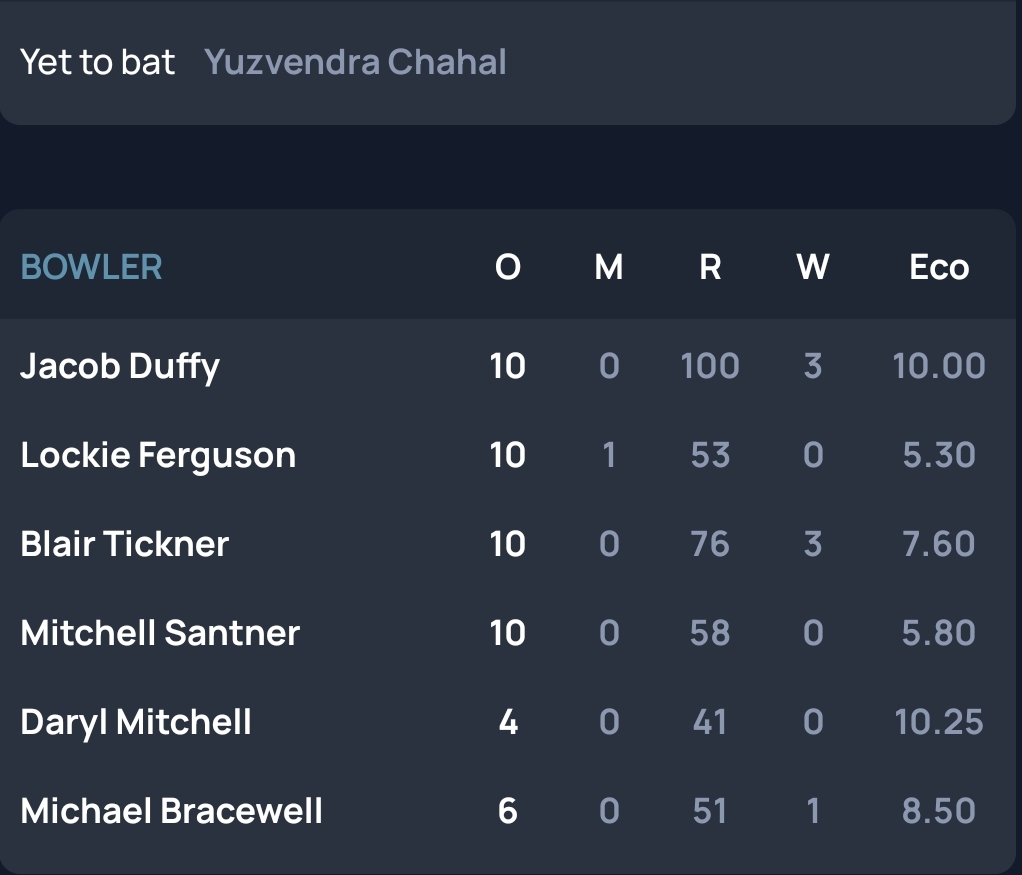 Yet to bat Yuzvendra Chahal
BOWLER O M R W Eco
Jacob Duffy 10 0 100 3 10.00
Lockie Ferguson 10 1 53 0 5.30
Blair Tickner 10 0 76 3 7.60
Mitchell Santner 10 0 58 0 5.80
Daryl Mitchell 4 0 41 0 10.25
Michael Bracewell 6 0 51 1 8.50